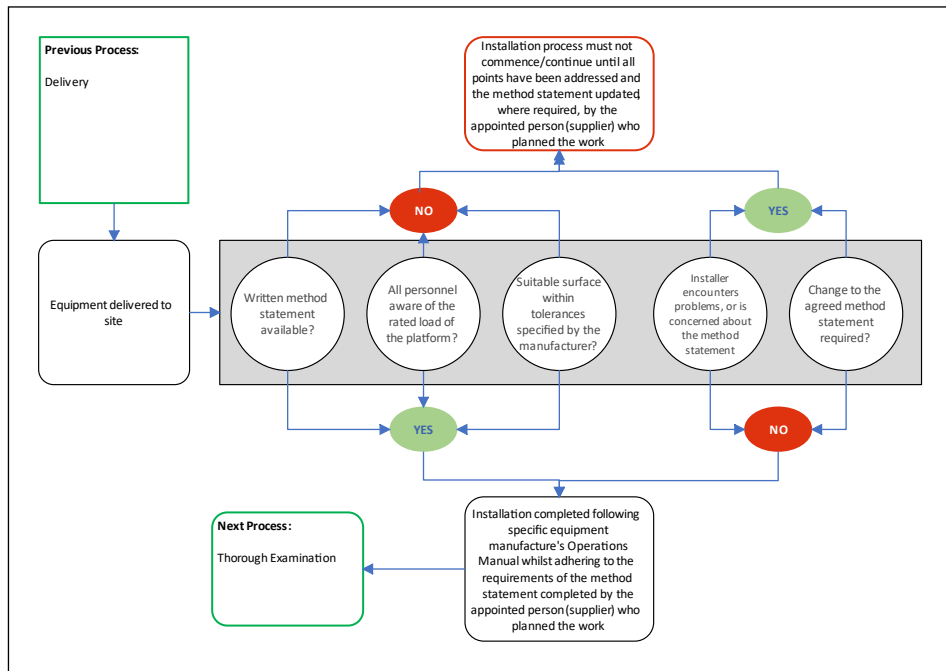 Previous Process:
Delivery
Installation process must not
commence/continue until all
points have been addressed and
the method statement updated,
where required, by the
appointed person (supplier) who
planned the work
NO
YES
Equipment delivered to
site
Written method
statement
available?
All personnel
aware of the
rated load of
the platform?
Suitable surface
within
tolerances
specified by the
manufacturer?
Installer
encounters
problems, or is
concerned about
the method
statement
Change to the
agreed method
statement
required?
YES
NO
Next Process:
Thorough Examination
Installation completed following
specific equipment
manufacture's Operations
Manual whilst adhering to the
requirements of the method
statement completed by the
appointed person (supplier) who
planned the work